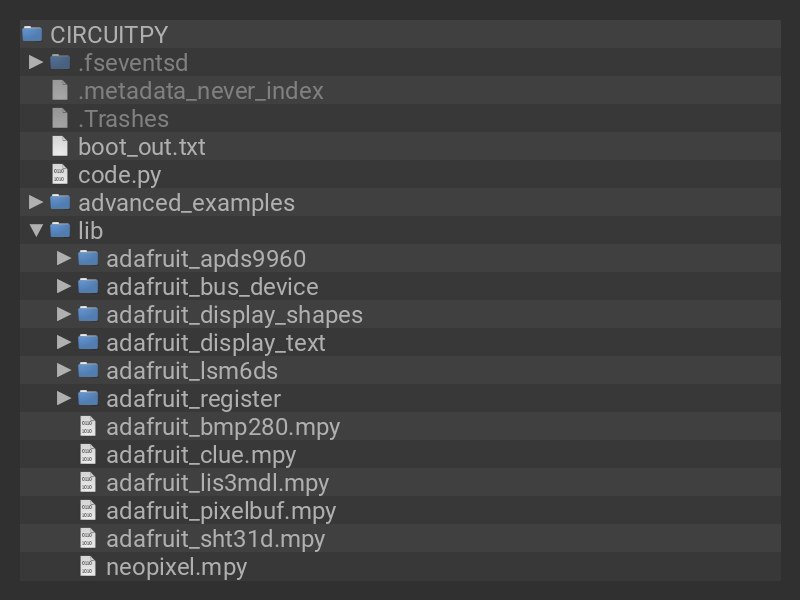 CIRCUITPY
.fseventsd
.metadata_never_index
.Trashes
boot_out.txt
code.py
advanced_examples
lib
adafruit_apds9960
adafruit_bus_device
adafruit_display_shapes
adafruit_display_text
adafruit_lsm6ds
adafruit_register
adafruit_bmp280.mpy
adafruit_clue.mpy
adafruit_lis3mdl.mpy
adafruit_pixelbuf.mpy
adafruit_sht31d.mpy
neopixel.mpy